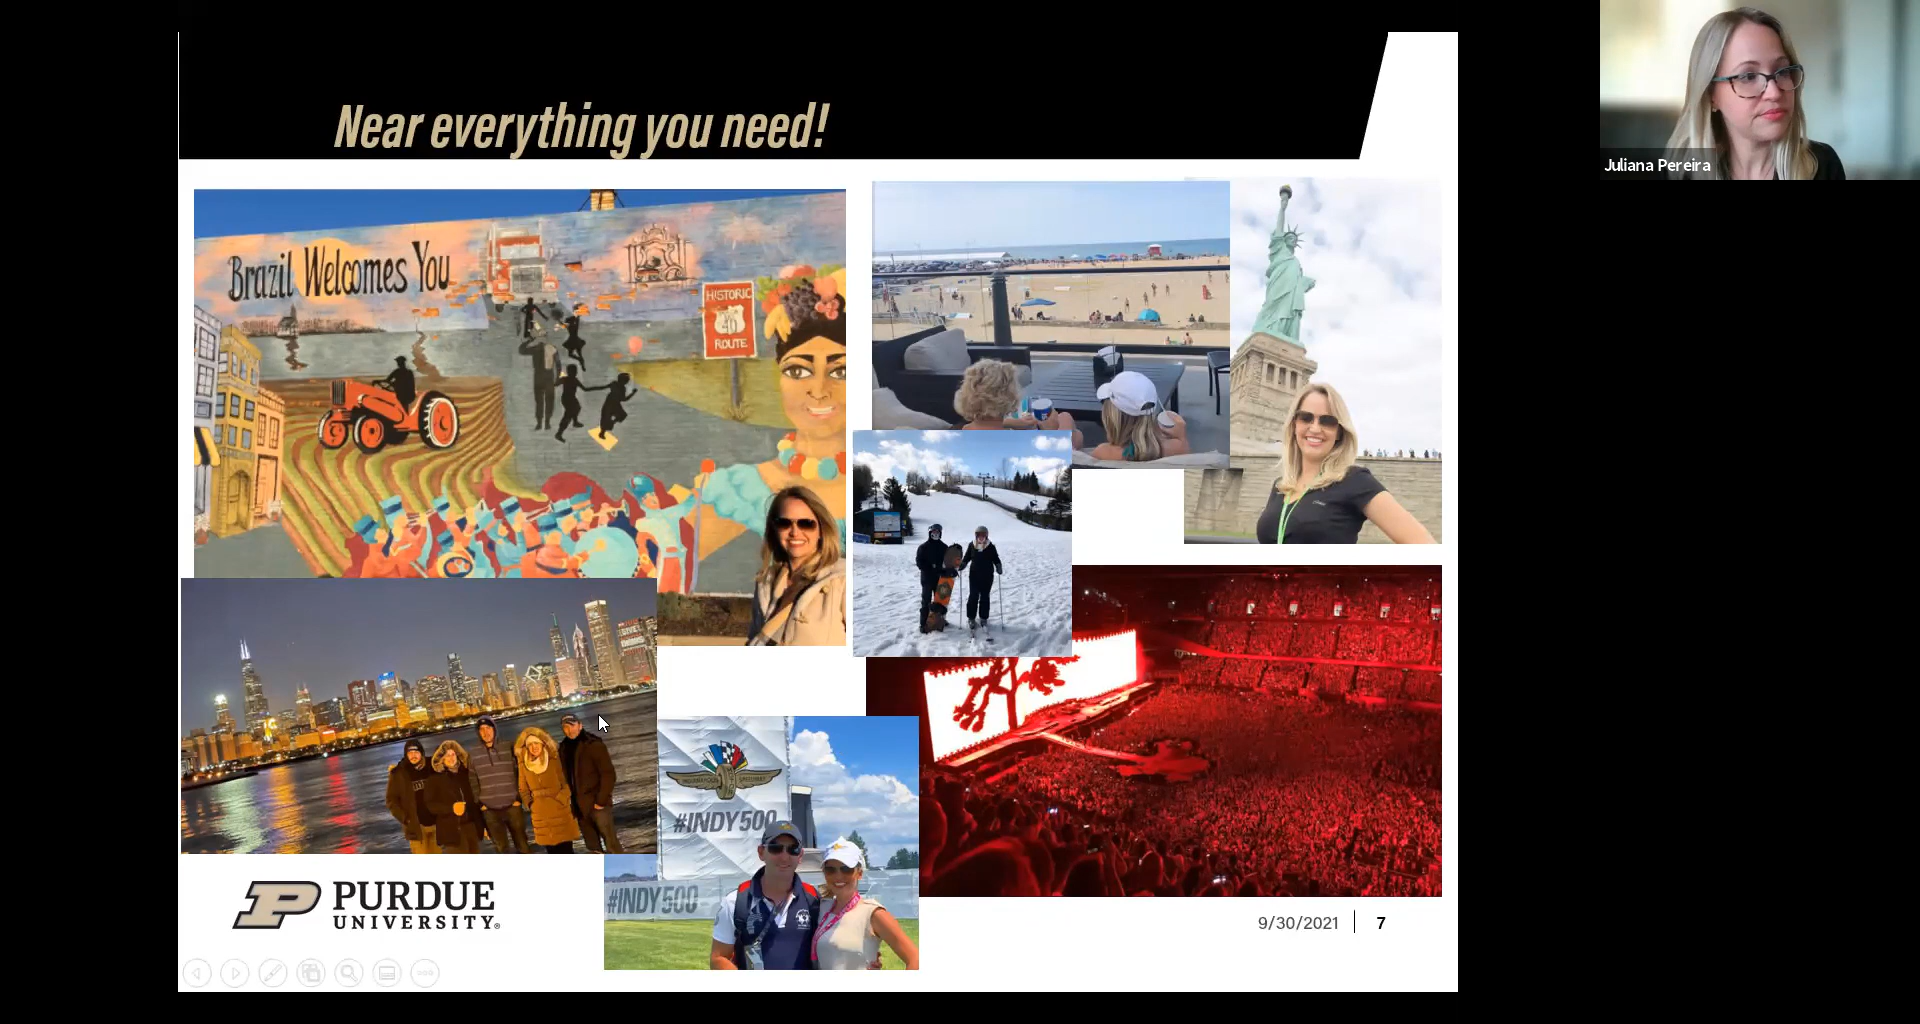 Near everything you need!
Juliana Pereira
Brazil Welcomes You
HISTORIC
40
ROUTE
#INDY500
#INDY500
PURDUE
UNIVERSITY®
9/30/2021
7